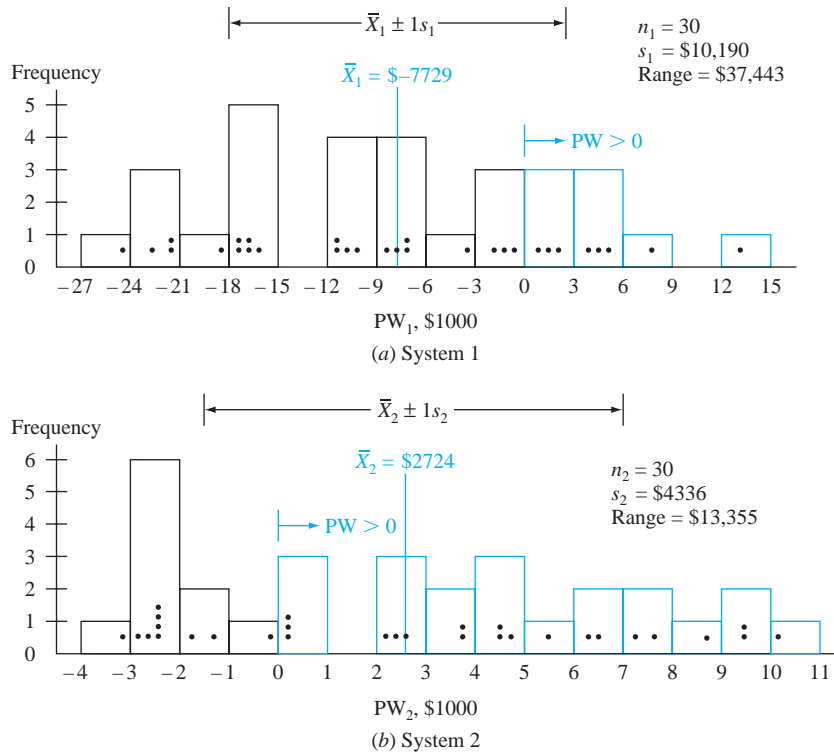 X̄₁ ± 1s₁
n₁ = 30
s₁ = $10,190
Range = $37,443
Frequency
X̄₁ = $–7729
PW > 0
5
4
3
2
1
0
–27 –24 –21 –18 –15 –12 –9 –6 –3 0 3 6 9 12 15
PW₁, $1000
(a) System 1
X̄₂ ± 1s₂
Frequency
X̄₂ = $2724
n₂ = 30
s₂ = $4336
Range = $13,355
PW > 0
6
5
4
3
2
1
0
–4 –3 –2 –1 0 1 2 3 4 5 6 7 8 9 10 11
PW₂, $1000
(b) System 2